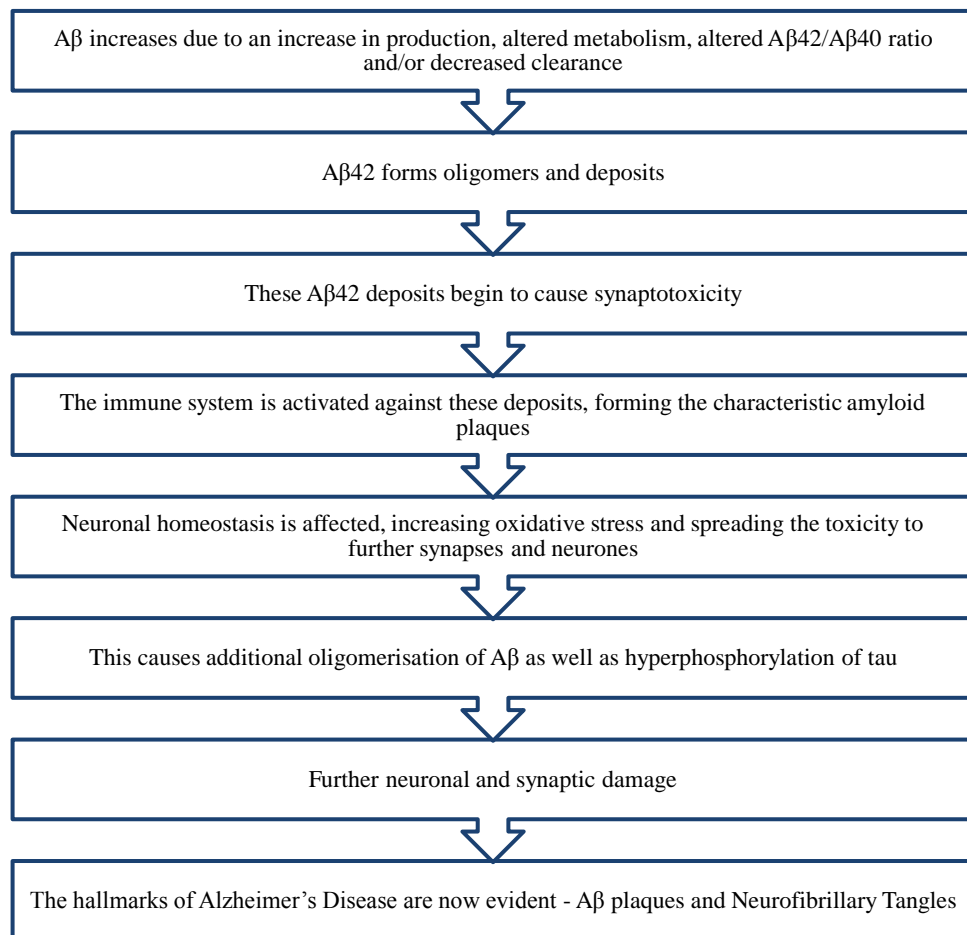 Aβ increases due to an increase in production, altered metabolism, altered Aβ42/Aβ40 ratio
and/or decreased clearance
Aβ42 forms oligomers and deposits
These Aβ42 deposits begin to cause synaptotoxicity
The immune system is activated against these deposits, forming the characteristic amyloid
plaques
Neuronal homeostasis is affected, increasing oxidative stress and spreading the toxicity to
further synapses and neurones
This causes additional oligomerisation of Aβ as well as hyperphosphorylation of tau
Further neuronal and synaptic damage
The hallmarks of Alzheimer’s Disease are now evident - Aβ plaques and Neurofibrillary Tangles